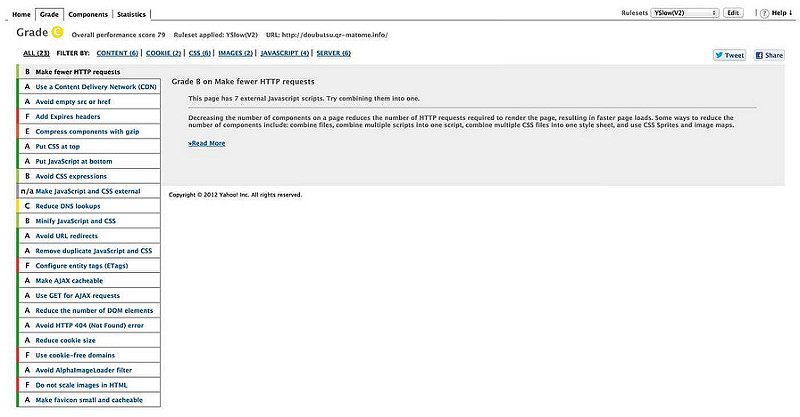 Home Grade Components Statistics Rulesets YSlow(V2) Edit ? Help ↓
Grade C Overall performance score 79 Ruleset applied: YSlow(V2) URL: http://doubutsu.qr-matome.info/
ALL (23) FILTER BY: CONTENT (6) | COOKIE (2) | CSS (6) | IMAGES (2) | JAVASCRIPT (4) | SERVER (6)
Tweet Share
B Make fewer HTTP requests
A Use a Content Delivery Network (CDN)
A Avoid empty src or href
F Add Expires headers
E Compress components with gzip
A Put CSS at top
A Put JavaScript at bottom
B Avoid CSS expressions
n/a Make JavaScript and CSS external
C Reduce DNS lookups
B Minify JavaScript and CSS
A Avoid URL redirects
A Remove duplicate JavaScript and CSS
F Configure entity tags (ETags)
A Make AJAX cacheable
A Use GET for AJAX requests
A Reduce the number of DOM elements
A Avoid HTTP 404 (Not Found) error
A Reduce cookie size
F Use cookie-free domains
A Avoid AlphaImageLoader filter
F Do not scale images in HTML
A Make favicon small and cacheable
Grade B on Make fewer HTTP requests
This page has 7 external Javascript scripts. Try combining them into one.
Decreasing the number of components on a page reduces the number of HTTP requests required to render the page, resulting in faster page loads. Some ways to reduce the
number of components include: combine files, combine multiple scripts into one script, combine multiple CSS files into one style sheet, and use CSS Sprites and image maps.
»Read More
Copyright © 2012 Yahoo! Inc. All rights reserved.